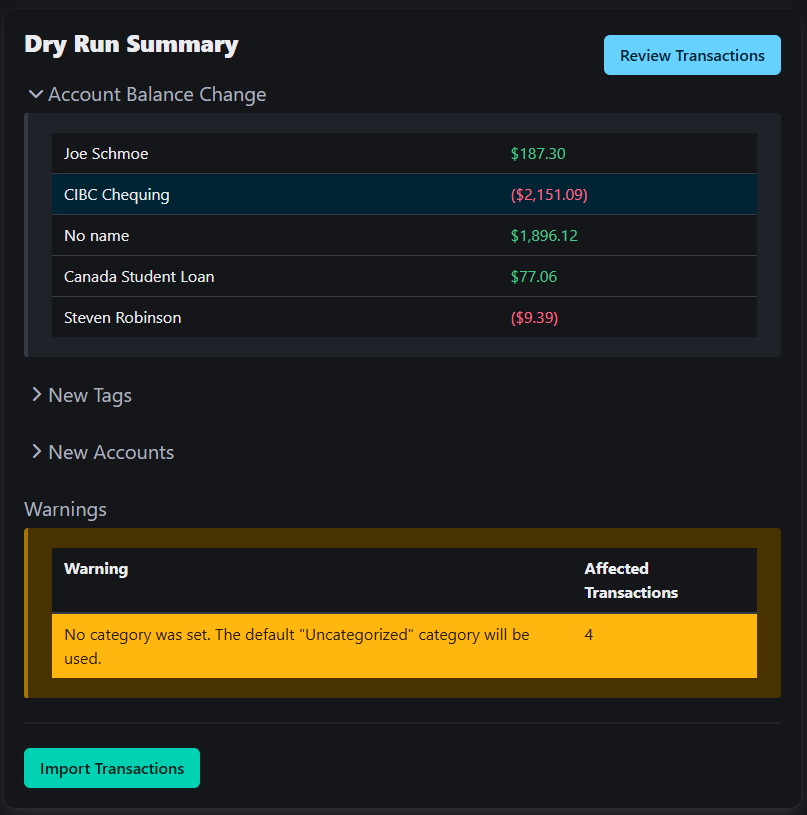 Dry Run Summary
Review Transactions
Account Balance Change
Joe Schmoe $187.30
CIBC Chequing ($2,151.09)
No name $1,896.12
Canada Student Loan $77.06
Steven Robinson ($9.39)
New Tags
New Accounts
Warnings
Warning Affected
Transactions
No category was set. The default "Uncategorized" category will be 4
used.
Import Transactions